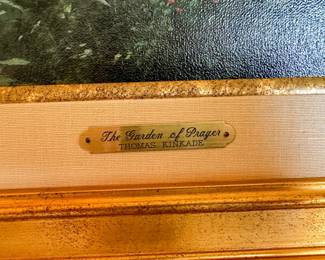 The Garden of Prayer
THOMAS KINKADE